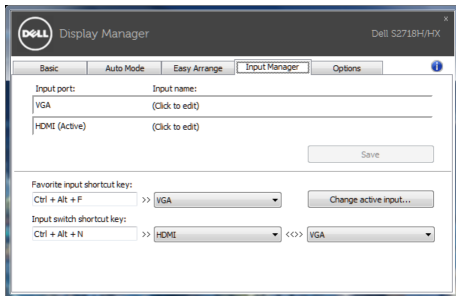 DELL Display Manager Dell S2718H/HX
Basic Auto Mode Easy Arrange Input Manager Options
Input port: Input name:
VGA (Click to edit)
HDMI (Active) (Click to edit)
Save
Favorite input shortcut key:
Ctrl + Alt + F >> VGA Change active input...
Input switch shortcut key:
Ctrl + Alt + N >> HDMI <<>> VGA